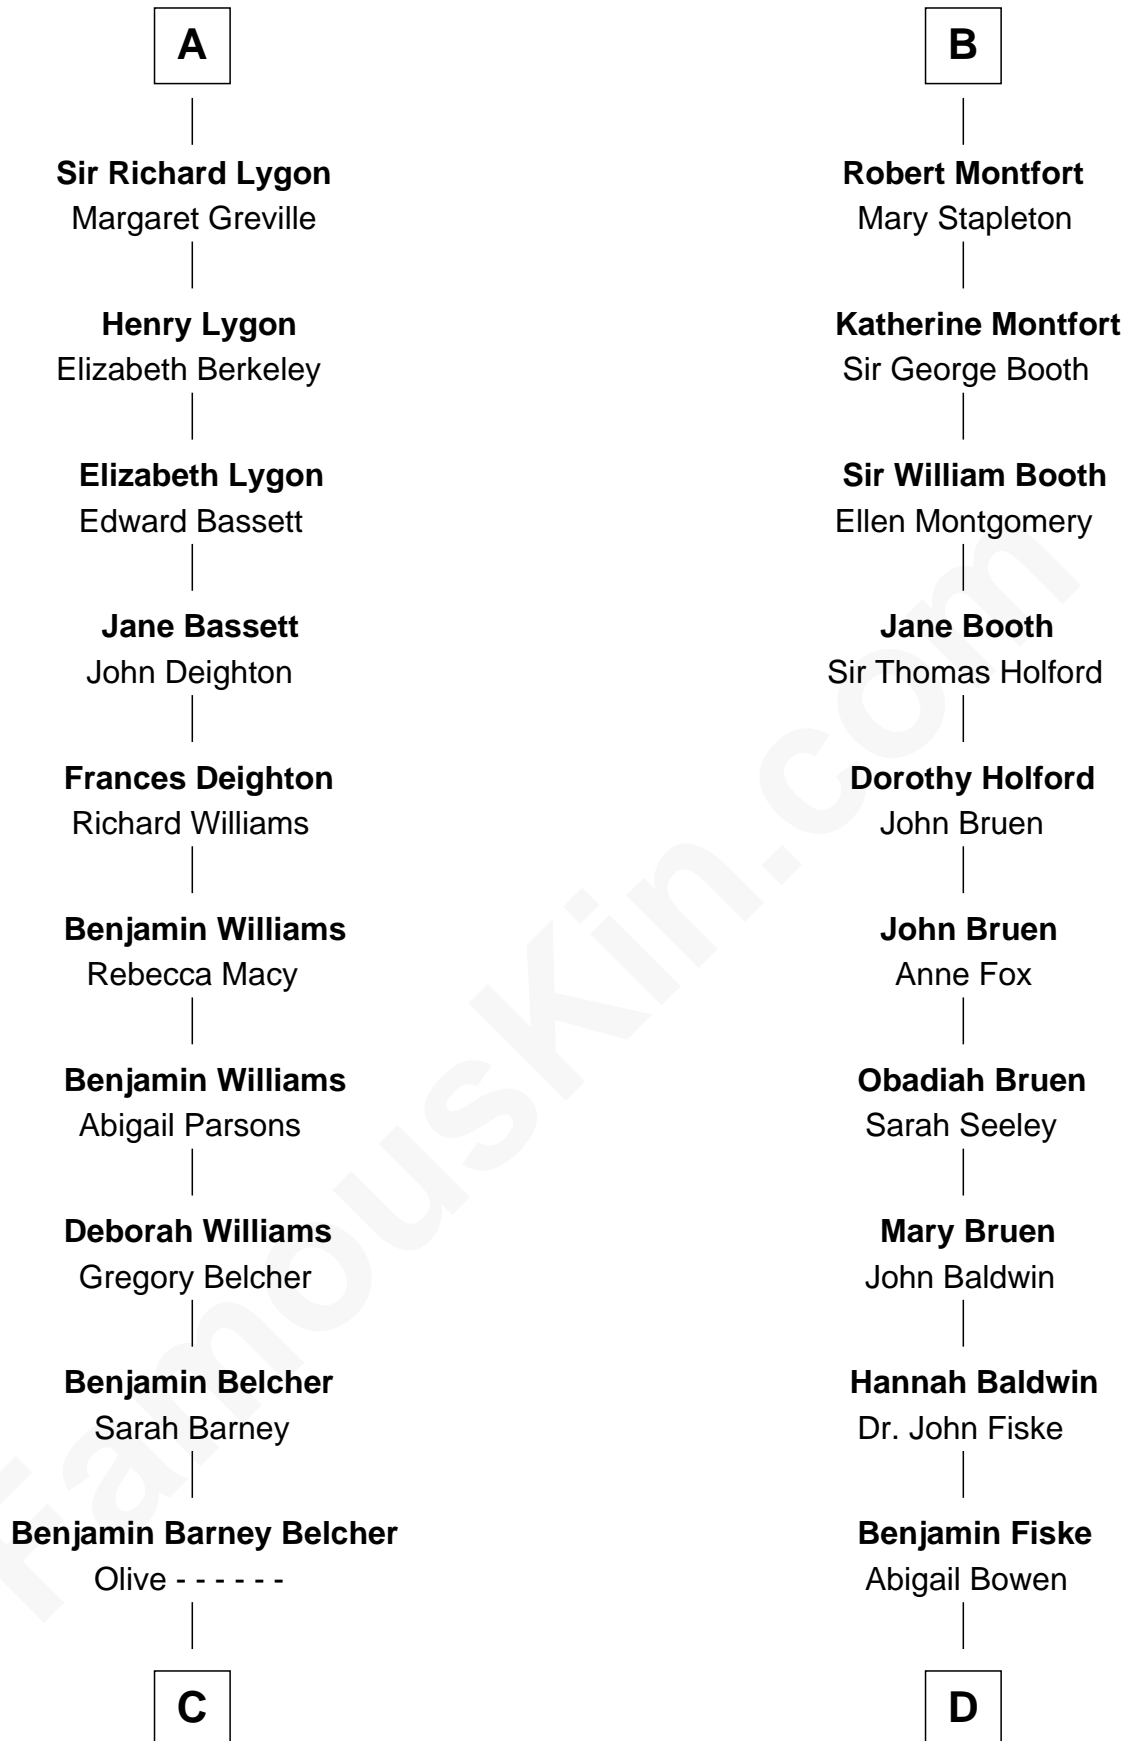 A
Sir Richard Lygon
Margaret Greville
Henry Lygon
Elizabeth Berkeley
Elizabeth Lygon
Edward Bassett
Jane Bassett
John Deighton
Frances Deighton
Richard Williams
Benjamin Williams
Rebecca Macy
Benjamin Williams
Abigail Parsons
Deborah Williams
Gregory Belcher
Benjamin Belcher
Sarah Barney
Benjamin Barney Belcher
Olive - - - - - -
C
B
Robert Montfort
Mary Stapleton
Katherine Montfort
Sir George Booth
Sir William Booth
Ellen Montgomery
Jane Booth
Sir Thomas Holford
Dorothy Holford
John Bruen
John Bruen
Anne Fox
Obadiah Bruen
Sarah Seeley
Mary Bruen
John Baldwin
Hannah Baldwin
Dr. John Fiske
Benjamin Fiske
Abigail Bowen
D
FamousKin.com